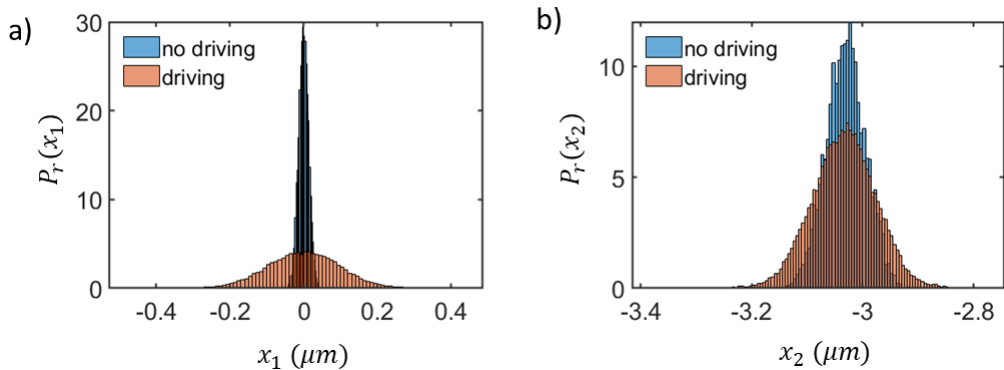 a)
30
20
10
0
P_r(x_1)
no driving
driving
-0.4
-0.2
0
0.2
0.4
x_1 (μm)
b)
10
5
0
P_r(x_2)
no driving
driving
-3.4
-3.2
-3
-2.8
x_2 (μm)